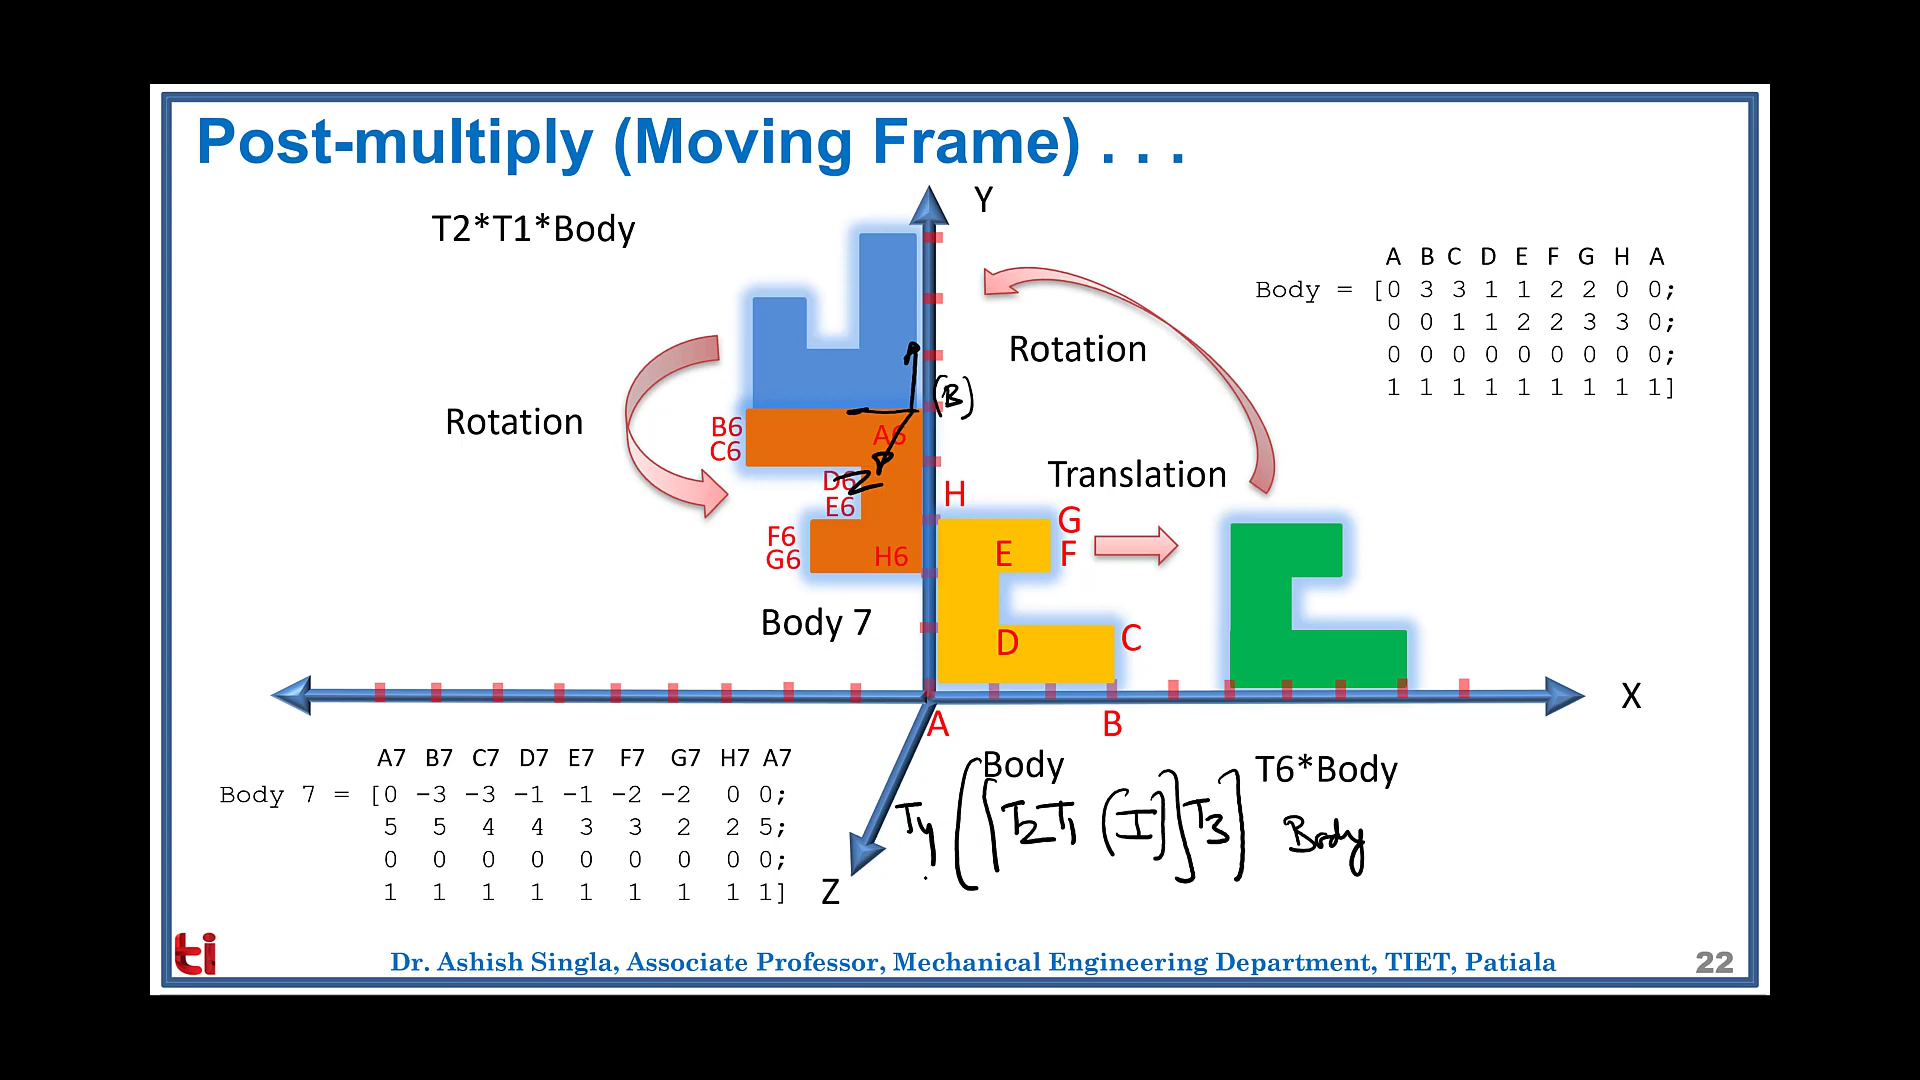 Post-multiply (Moving Frame) . . .
Y
T2*T1*Body
A B C D E F G H A
Body = [0 3 3 1 1 2 2 0 0;
0 0 1 1 2 2 3 3 0;
0 0 0 0 0 0 0 0 0;
1 1 1 1 1 1 1 1 1]
Rotation
(B)
Rotation
B6
A6
C6
Translation
D6
Z
H
E6
G
F6
G6
H6
E
F
Body 7
D
C
X
A
B
A7 B7 C7 D7 E7 F7 G7 H7 A7
Body 7 = [0 -3 -3 -1 -1 -2 -2 0 0;
5 5 4 4 3 3 2 2 5;
0 0 0 0 0 0 0 0 0;
1 1 1 1 1 1 1 1 1]
Body
T6*Body
T4 [[T2 T1 (I)] T3] Body
Z
ti
Dr. Ashish Singla, Associate Professor, Mechanical Engineering Department, TIET, Patiala
22